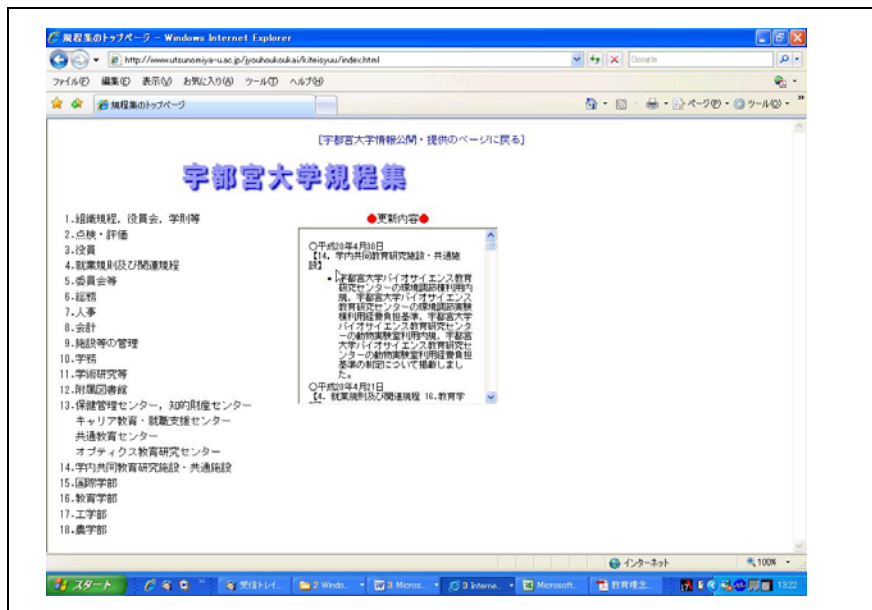 規程集のトップページ - Windows Internet Explorer
http://www.utsunomiya-u.ac.jp/jyouhoukoukai/kiteisyuu/index.html
Google
ファイル(F) 編集(E) 表示(V) お気に入り(A) ツール(T) ヘルプ(H)
規程集のトップページ
ページ(P) ツール(O)
[宇都宮大学情報公開・提供のページに戻る]
宇都宮大学規程集
1.組織規程，役員会，学則等
2.点検・評価
3.役員
4.就業規則及び関連規程
5.委員会等
6.総務
7.人事
8.会計
9.施設等の管理
10.学務
11.学術研究等
12.附属図書館
13.保健管理センター，知的財産センター
キャリア教育・就職支援センター
共通教育センター
オプティクス教育研究センター
14.学内共同教育研究施設・共通施設
15.国際学部
16.教育学部
17.工学部
18.農学部
●更新内容●
○平成20年4月30日
【14．学内共同教育研究施設・共通施
設】
• 宇都宮大学バイオサイエンス教育
研究センターの環境調節棟利用内
規，宇都宮大学バイオサイエンス
教育研究センターの環境調節実験
棟利用経費負担基準，宇都宮大学
バイオサイエンス教育研究センタ
ーの動物実験室利用内規，宇都宮
大学バイオサイエンス教育研究セ
ンターの動物実験室利用経費負担
基準の制定について掲載しまし
た。
○平成20年4月21日
【4．就業規則及び関連規程 16.教育学
インターネット 100%
スタート 受信トレイ... 2 Windo... 3 Micros... 3 Interne... Microsoft... 教育理念... 13:22